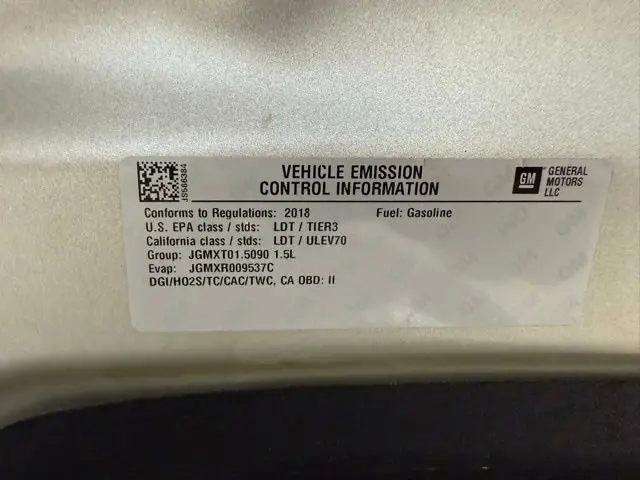 JS566384
VEHICLE EMISSION
CONTROL INFORMATION
GM
GENERAL
MOTORS
LLC
Conforms to Regulations: 2018 Fuel: Gasoline
U.S. EPA class / stds: LDT / TIER3
California class / stds: LDT / ULEV70
Group: JGMXT01.5090 1.5L
Evap: JGMXR009537C
DGI/HO2S/TC/CAC/TWC, CA OBD: II